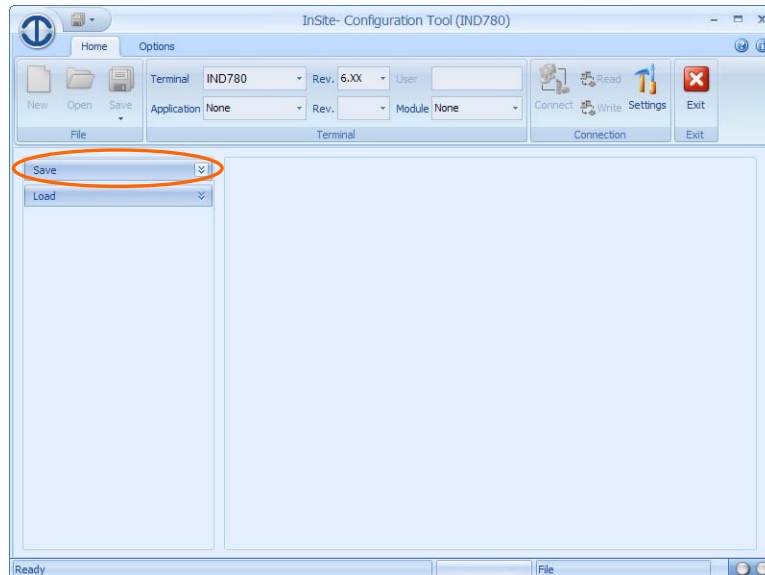 InSite- Configuration Tool (IND780)
Home Options
Terminal IND780 Rev. 6.XX User
New Open Save Application None Rev. Module None Connect Read Write Settings Exit
File Terminal Connection Exit
Save
Load
Ready File